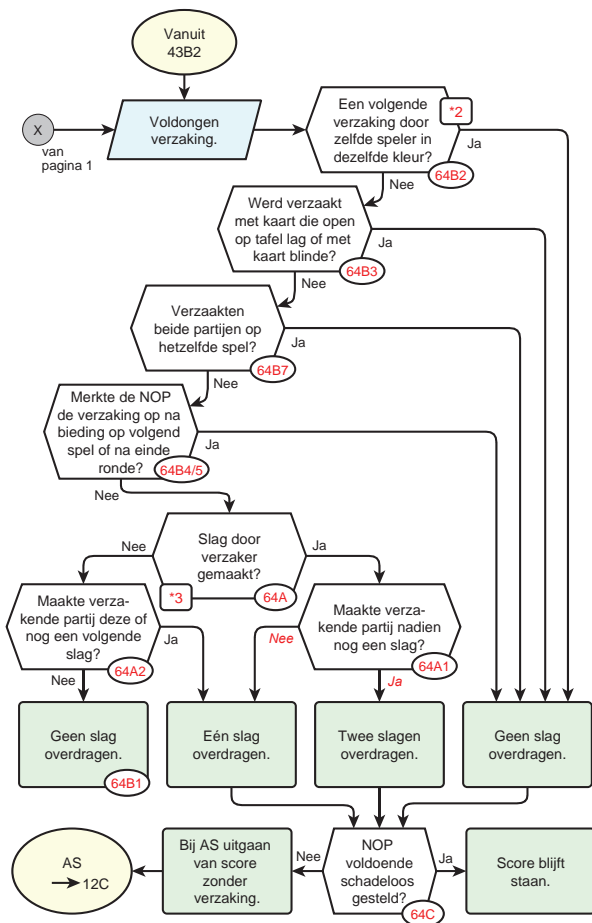 Vanuit
43B2
X
van
pagina 1
Voldongen
verzaking.
Een volgende
verzaking door
zelfde speler in
dezelfde kleur?
*2
64B2
Ja
Nee
Werd verzaakt
met kaart die open
op tafel lag of met
kaart blinde?
64B3
Ja
Nee
Verzaakten
beide partijen op
hetzelfde spel?
64B7
Ja
Nee
Merkte de NOP
de verzaking op na
bieding op volgend
spel of na einde
ronde?
64B4/5
Ja
Nee
Slag door
verzaker
gemaakt?
*3
64A
Nee
Ja
Maakte verza-
kende partij deze of
nog een volgende
slag?
64A2
Ja
Nee
Maakte verza-
kende partij nadien
nog een slag?
64A1
Nee
Ja
Geen slag
overdragen.
64B1
Eén slag
overdragen.
Twee slagen
overdragen.
Geen slag
overdragen.
AS
12C
Bij AS uitgaan
van score
zonder
verzaking.
Nee
NOP
voldoende
schadeloos
gesteld?
64C
Ja
Score blijft
staan.